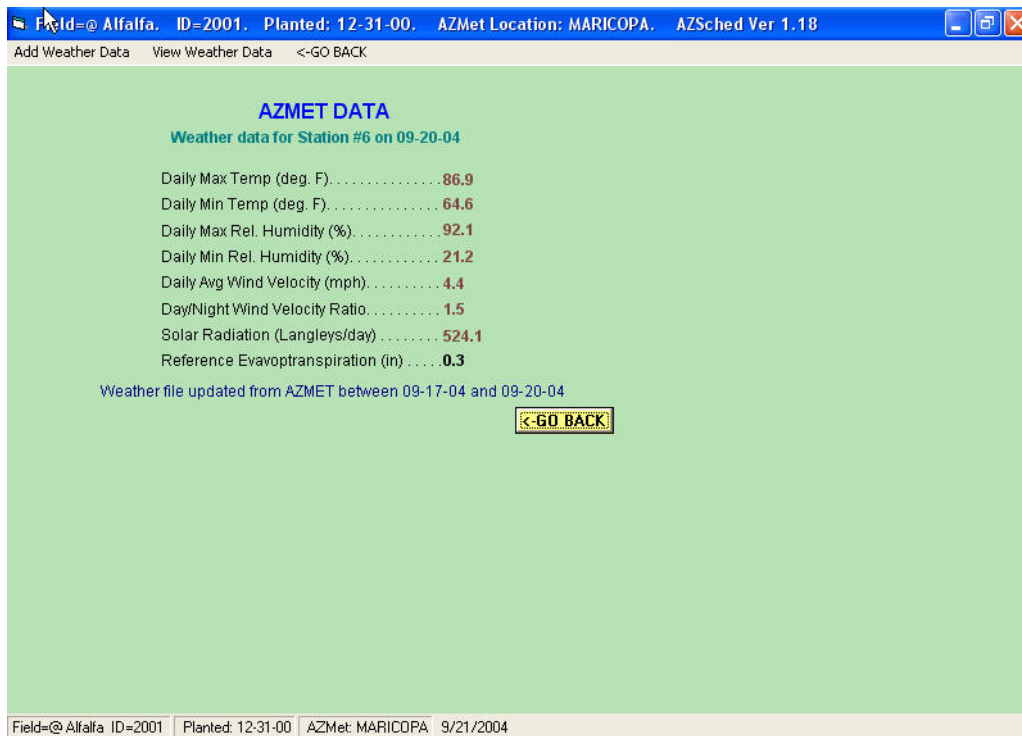 Field=@ Alfalfa. ID=2001. Planted: 12-31-00. AZMet Location: MARICOPA. AZSched Ver 1.18
Add Weather Data View Weather Data <-GO BACK
AZMET DATA
Weather data for Station #6 on 09-20-04
Daily Max Temp (deg. F)...............86.9
Daily Min Temp (deg. F)...............64.6
Daily Max Rel. Humidity (%)............92.1
Daily Min Rel. Humidity (%)............21.2
Daily Avg Wind Velocity (mph)..........4.4
Day/Night Wind Velocity Ratio..........1.5
Solar Radiation (Langleys/day)........524.1
Reference Evavoptranspiration (in).....0.3
Weather file updated from AZMET between 09-17-04 and 09-20-04
<-GO BACK
Field=@ Alfalfa ID=2001 Planted: 12-31-00 AZMet: MARICOPA 9/21/2004